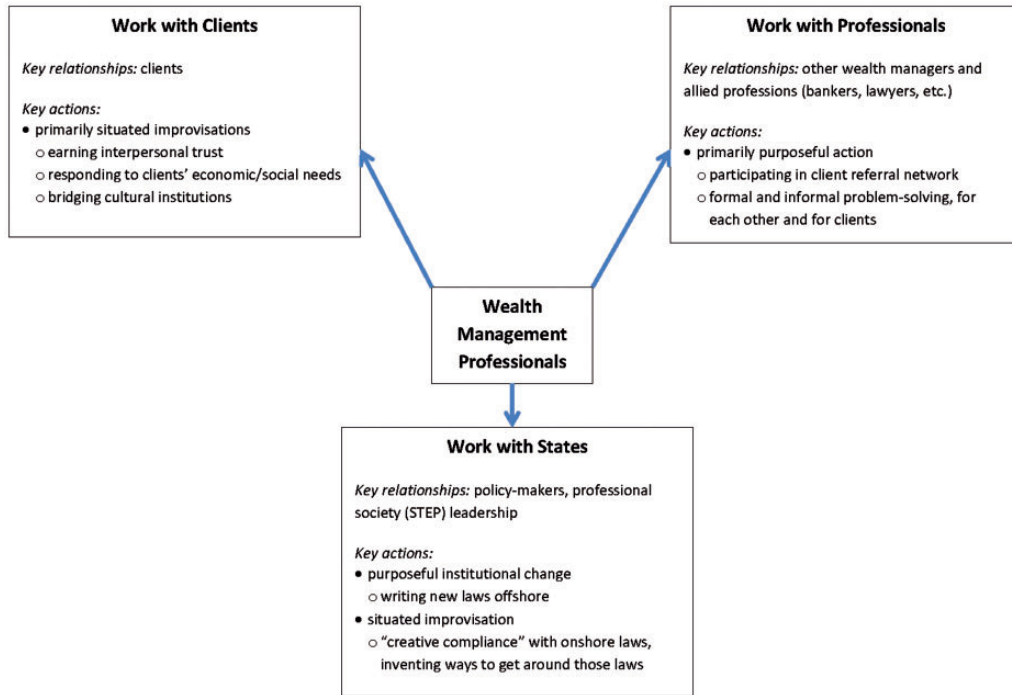 Work with Clients
Key relationships: clients
Key actions:
• primarily situated improvisations
o earning interpersonal trust
o responding to clients' economic/social needs
o bridging cultural institutions
Work with Professionals
Key relationships: other wealth managers and
allied professions (bankers, lawyers, etc.)
Key actions:
• primarily purposeful action
o participating in client referral network
o formal and informal problem-solving, for
each other and for clients
Wealth
Management
Professionals
Work with States
Key relationships: policy-makers, professional
society (STEP) leadership
Key actions:
• purposeful institutional change
o writing new laws offshore
• situated improvisation
o “creative compliance” with onshore laws,
inventing ways to get around those laws